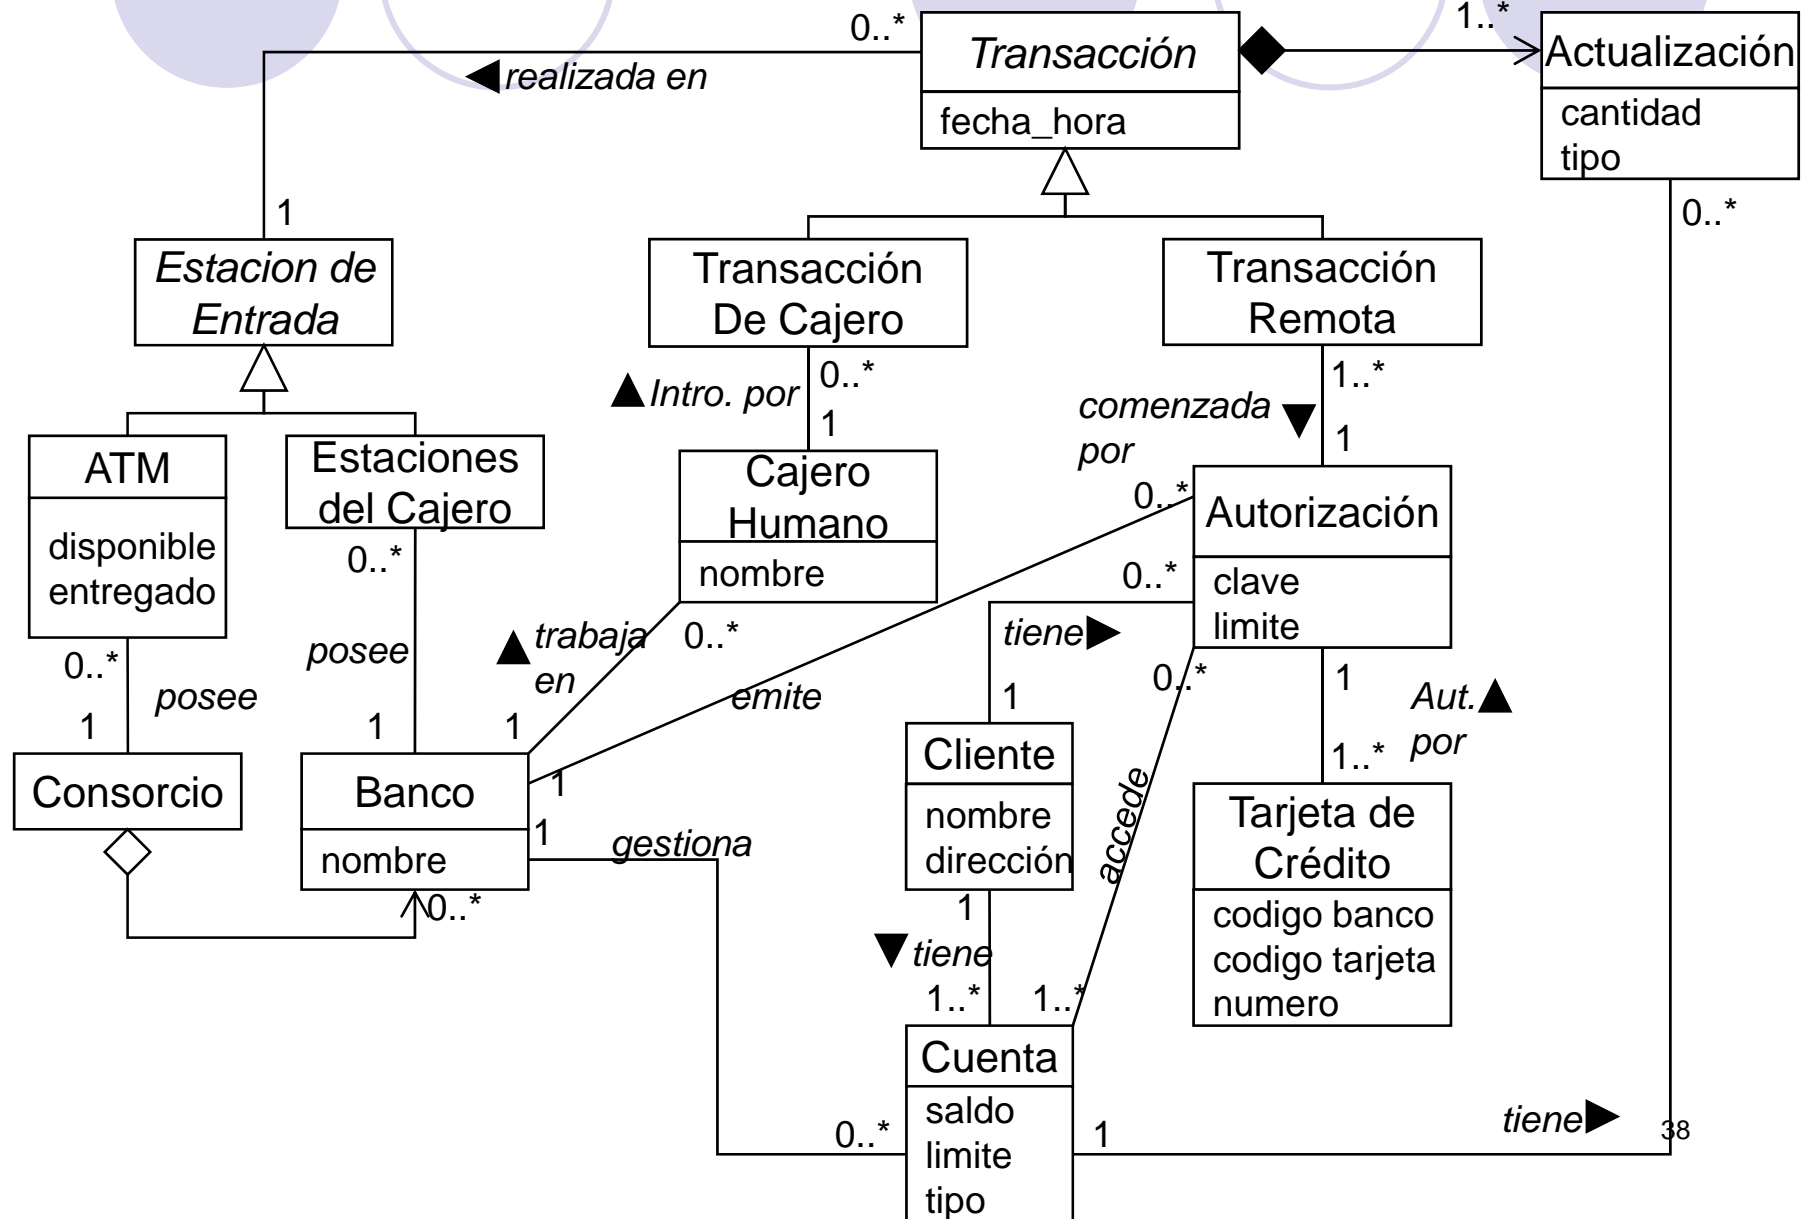 0..*
Transacción
1..*
Actualización
◀ realizada en
fecha_hora
cantidad
tipo
1
0..*
Estacion de
Entrada
Transacción
De Cajero
Transacción
Remota
▲ Intro. por
0..*
1..*
comenzada
por
▼
1
1
ATM
Estaciones
del Cajero
Cajero
Humano
0..*
Autorización
disponible
entregado
0..*
nombre
0..*
clave
limite
posee
▲ trabaja
en
0..*
tiene ▶
0..*
posee
emite
0..*
1
Aut. ▲
por
1
1
1
1
1..*
Consorcio
Banco
1
Cliente
Tarjeta de
Crédito
nombre
1
gestiona
nombre
dirección
accede
0..*
1
codigo banco
codigo tarjeta
numero
▼ tiene
1..*
1..*
Cuenta
saldo
limite
tipo
0..*
1
tiene ▶
38